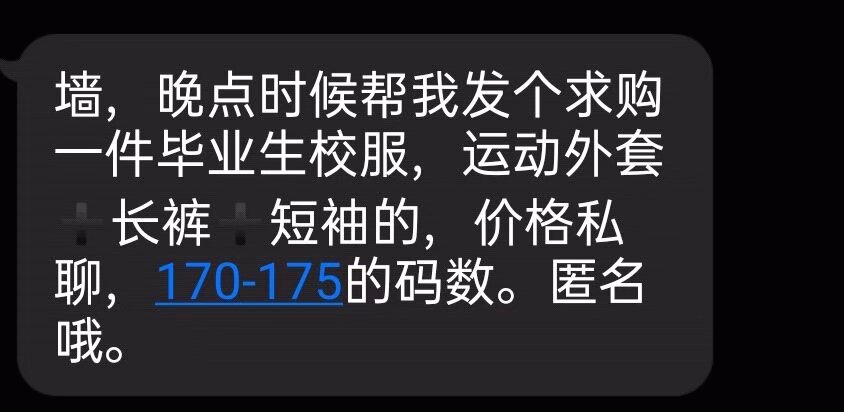 墙，晚点时候帮我发个求购
一件毕业生校服，运动外套
➕长裤➕短袖的，价格私
聊，170-175的码数。匿名
哦。